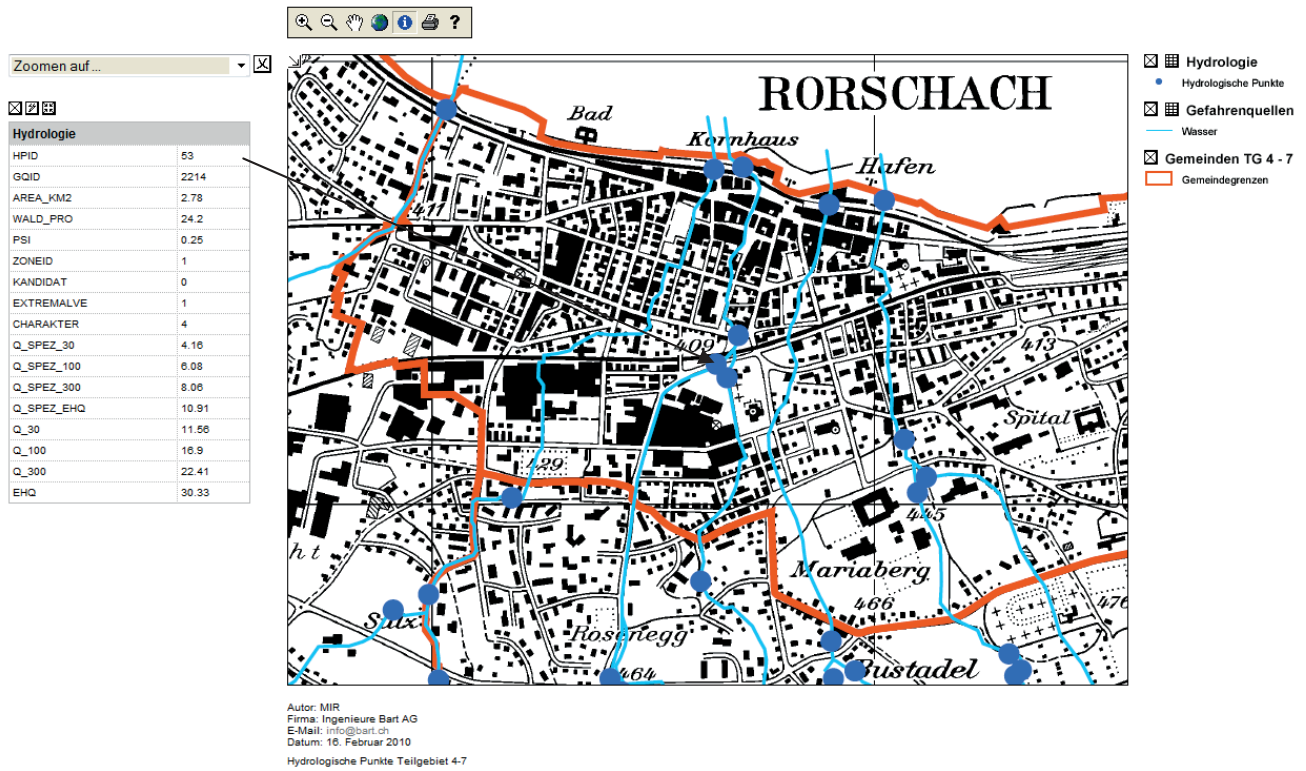 ?
Zoomen auf ...
Hydrologie
HPID 53
GQID 2214
AREA_KM2 2.78
WALD_PRO 24.2
PSI 0.25
ZONEID 1
KANDIDAT 0
EXTREMALVE 1
CHARAKTER 4
Q_SPEZ_30 4.16
Q_SPEZ_100 6.08
Q_SPEZ_300 8.06
Q_SPEZ_EHQ 10.91
Q_30 11.56
Q_100 16.9
Q_300 22.41
EHQ 30.33
RORSCHACH
Bad
Kornhaus
Hafen
411
409
413
Spital
429
445
ht
Mariaberg
466
476
Rosenegg
464
Bustadel
Hydrologie
Hydrologische Punkte
Gefahrenquellen
Wasser
Gemeinden TG 4 - 7
Gemeindegrenzen
Autor: MIR
Firma: Ingenieure Bart AG
E-Mail: info@bart.ch
Datum: 16. Februar 2010
Hydrologische Punkte Teilgebiet 4-7